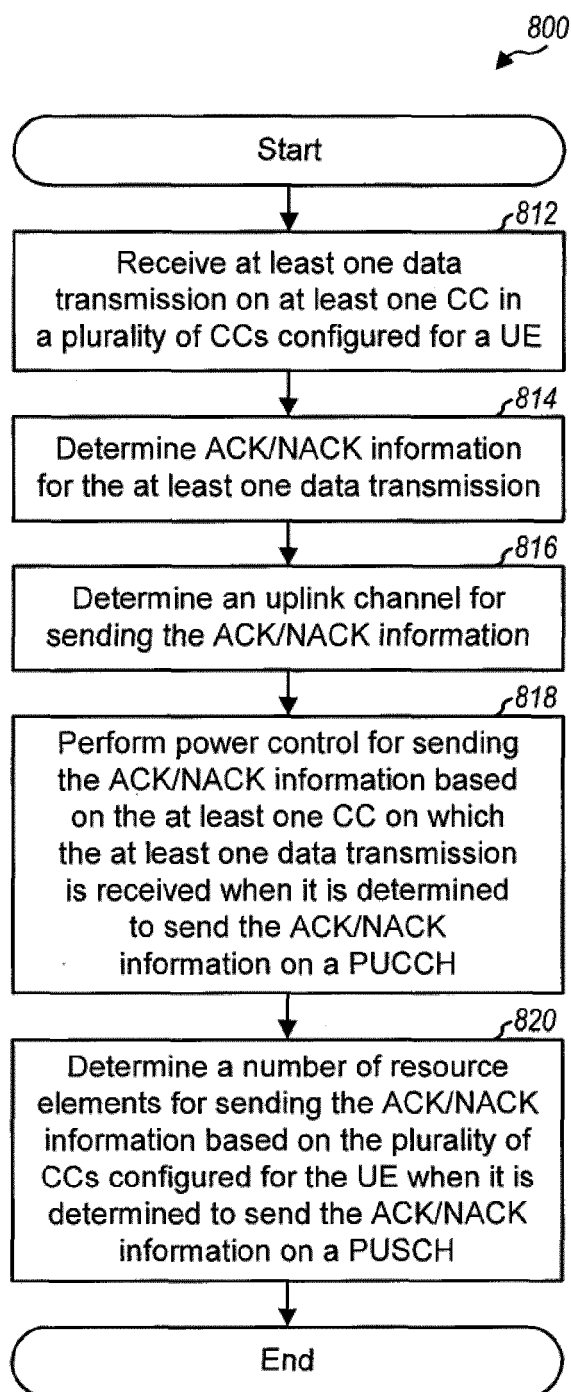 800
Start
812
Receive at least one data
transmission on at least one CC in
a plurality of CCs configured for a UE
814
Determine ACK/NACK information
for the at least one data transmission
816
Determine an uplink channel for
sending the ACK/NACK information
818
Perform power control for sending
the ACK/NACK information based
on the at least one CC on which
the at least one data transmission
is received when it is determined
to send the ACK/NACK
information on a PUCCH
820
Determine a number of resource
elements for sending the ACK/NACK
information based on the plurality of
CCs configured for the UE when it is
determined to send the ACK/NACK
information on a PUSCH
End